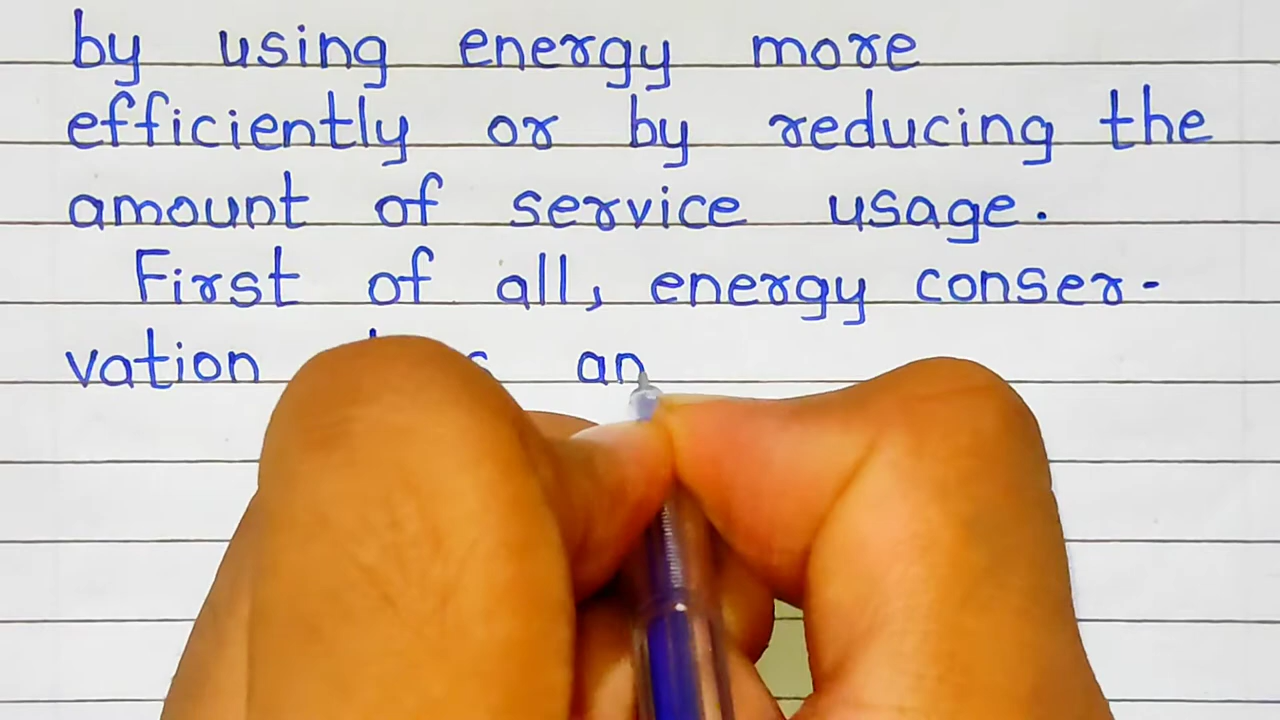 by using energy more
efficiently or by reducing the
amount of service usage.
First of all, energy conser-
vation an